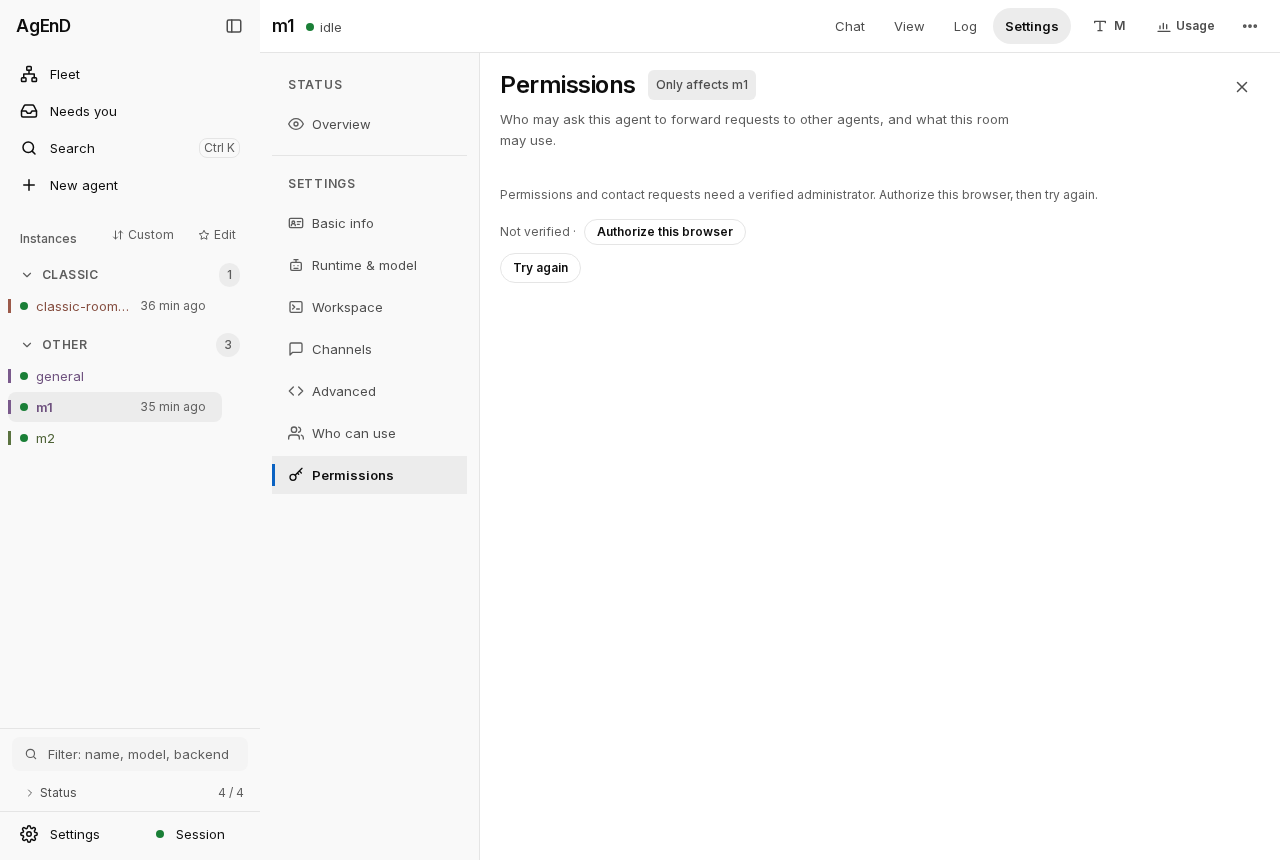 AgEnD
Fleet
Needs you
Search
Ctrl K
New agent
Instances
Custom
Edit
CLASSIC
1
classic-room…
36 min ago
OTHER
3
general
m1
35 min ago
m2
Filter: name, model, backend
Status
4 / 4
Settings
Session
m1
idle
Chat
View
Log
Settings
M
Usage
STATUS
Overview
SETTINGS
Basic info
Runtime & model
Workspace
Channels
Advanced
Who can use
Permissions
Permissions
Only affects m1
Who may ask this agent to forward requests to other agents, and what this room
may use.
Permissions and contact requests need a verified administrator. Authorize this browser, then try again.
Not verified ·
Authorize this browser
Try again